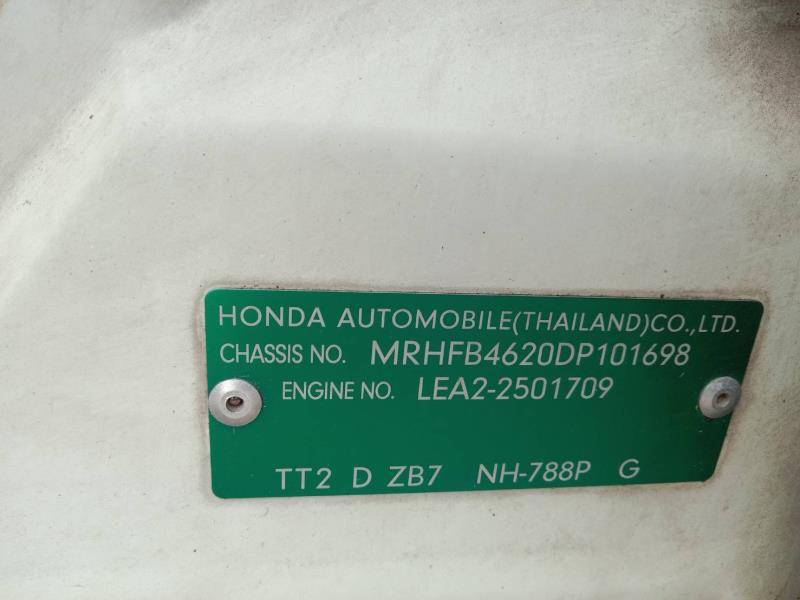 HONDA AUTOMOBILE(THAILAND)CO.,LTD.
CHASSIS NO. MRHFB4620DP101698
ENGINE NO. LEA2-2501709
TT2 D ZB7 NH-788P G